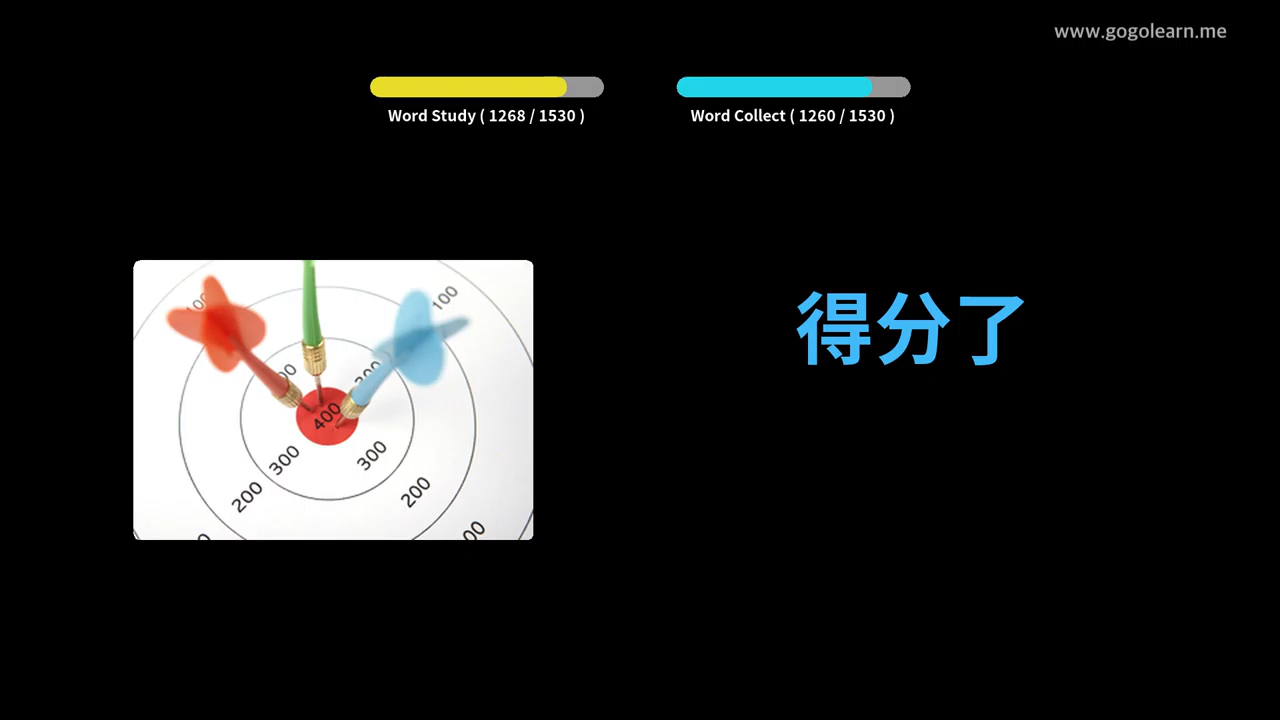 www.gogolearn.me
Word Study ( 1268 / 1530 )
Word Collect ( 1260 / 1530 )
得分了
100
100
200
400
300
300
200
200